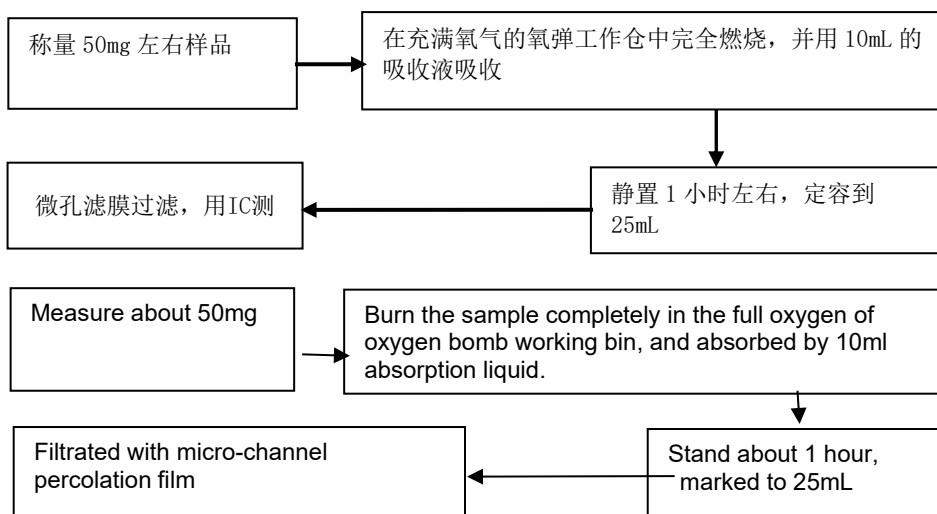 称量 50mg 左右样品
在充满氧气的氧弹工作仓中完全燃烧，并用 10mL 的
吸收液吸收
微孔滤膜过滤，用IC测
静置 1 小时左右，定容到
25mL
Measure about 50mg
Burn the sample completely in the full oxygen of
oxygen bomb working bin, and absorbed by 10ml
absorption liquid.
Filtrated with micro-channel
percolation film
Stand about 1 hour,
marked to 25mL